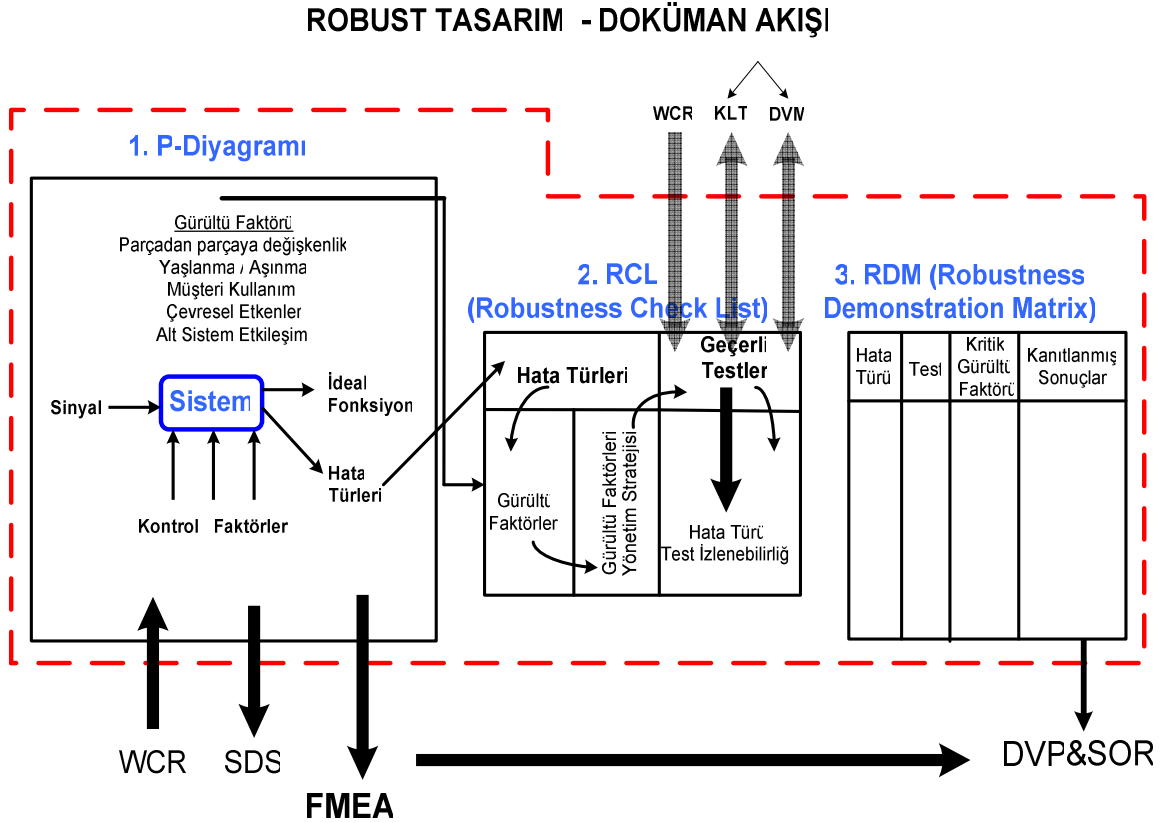 ROBUST TASARIM - DOKÜMAN AKIŞI
WCR KLT DVM
1. P-Diyagramı
Gürültü Faktörü
Parçadan parçaya değişkenlik
Yaşlanma / Aşınma
Müşteri Kullanım
Çevresel Etkenler
Alt Sistem Etkileşim
Sinyal
Sistem
İdeal
Fonksiyon
Hata
Türleri
Kontrol Faktörler
2. RCL
(Robustness Check List)
Hata Türleri
Geçerli
Testler
Gürültü
Faktörler
Gürültü Faktörleri
Yönetim Stratejisi
Hata Türü
Test İzlenebilirliğ
3. RDM (Robustness
Demonstration Matrix)
Hata
Türü
Test
Kritik
Gürültü
Faktörü
Kanıtlanmış
Sonuçlar
WCR
SDS
FMEA
DVP&SOR